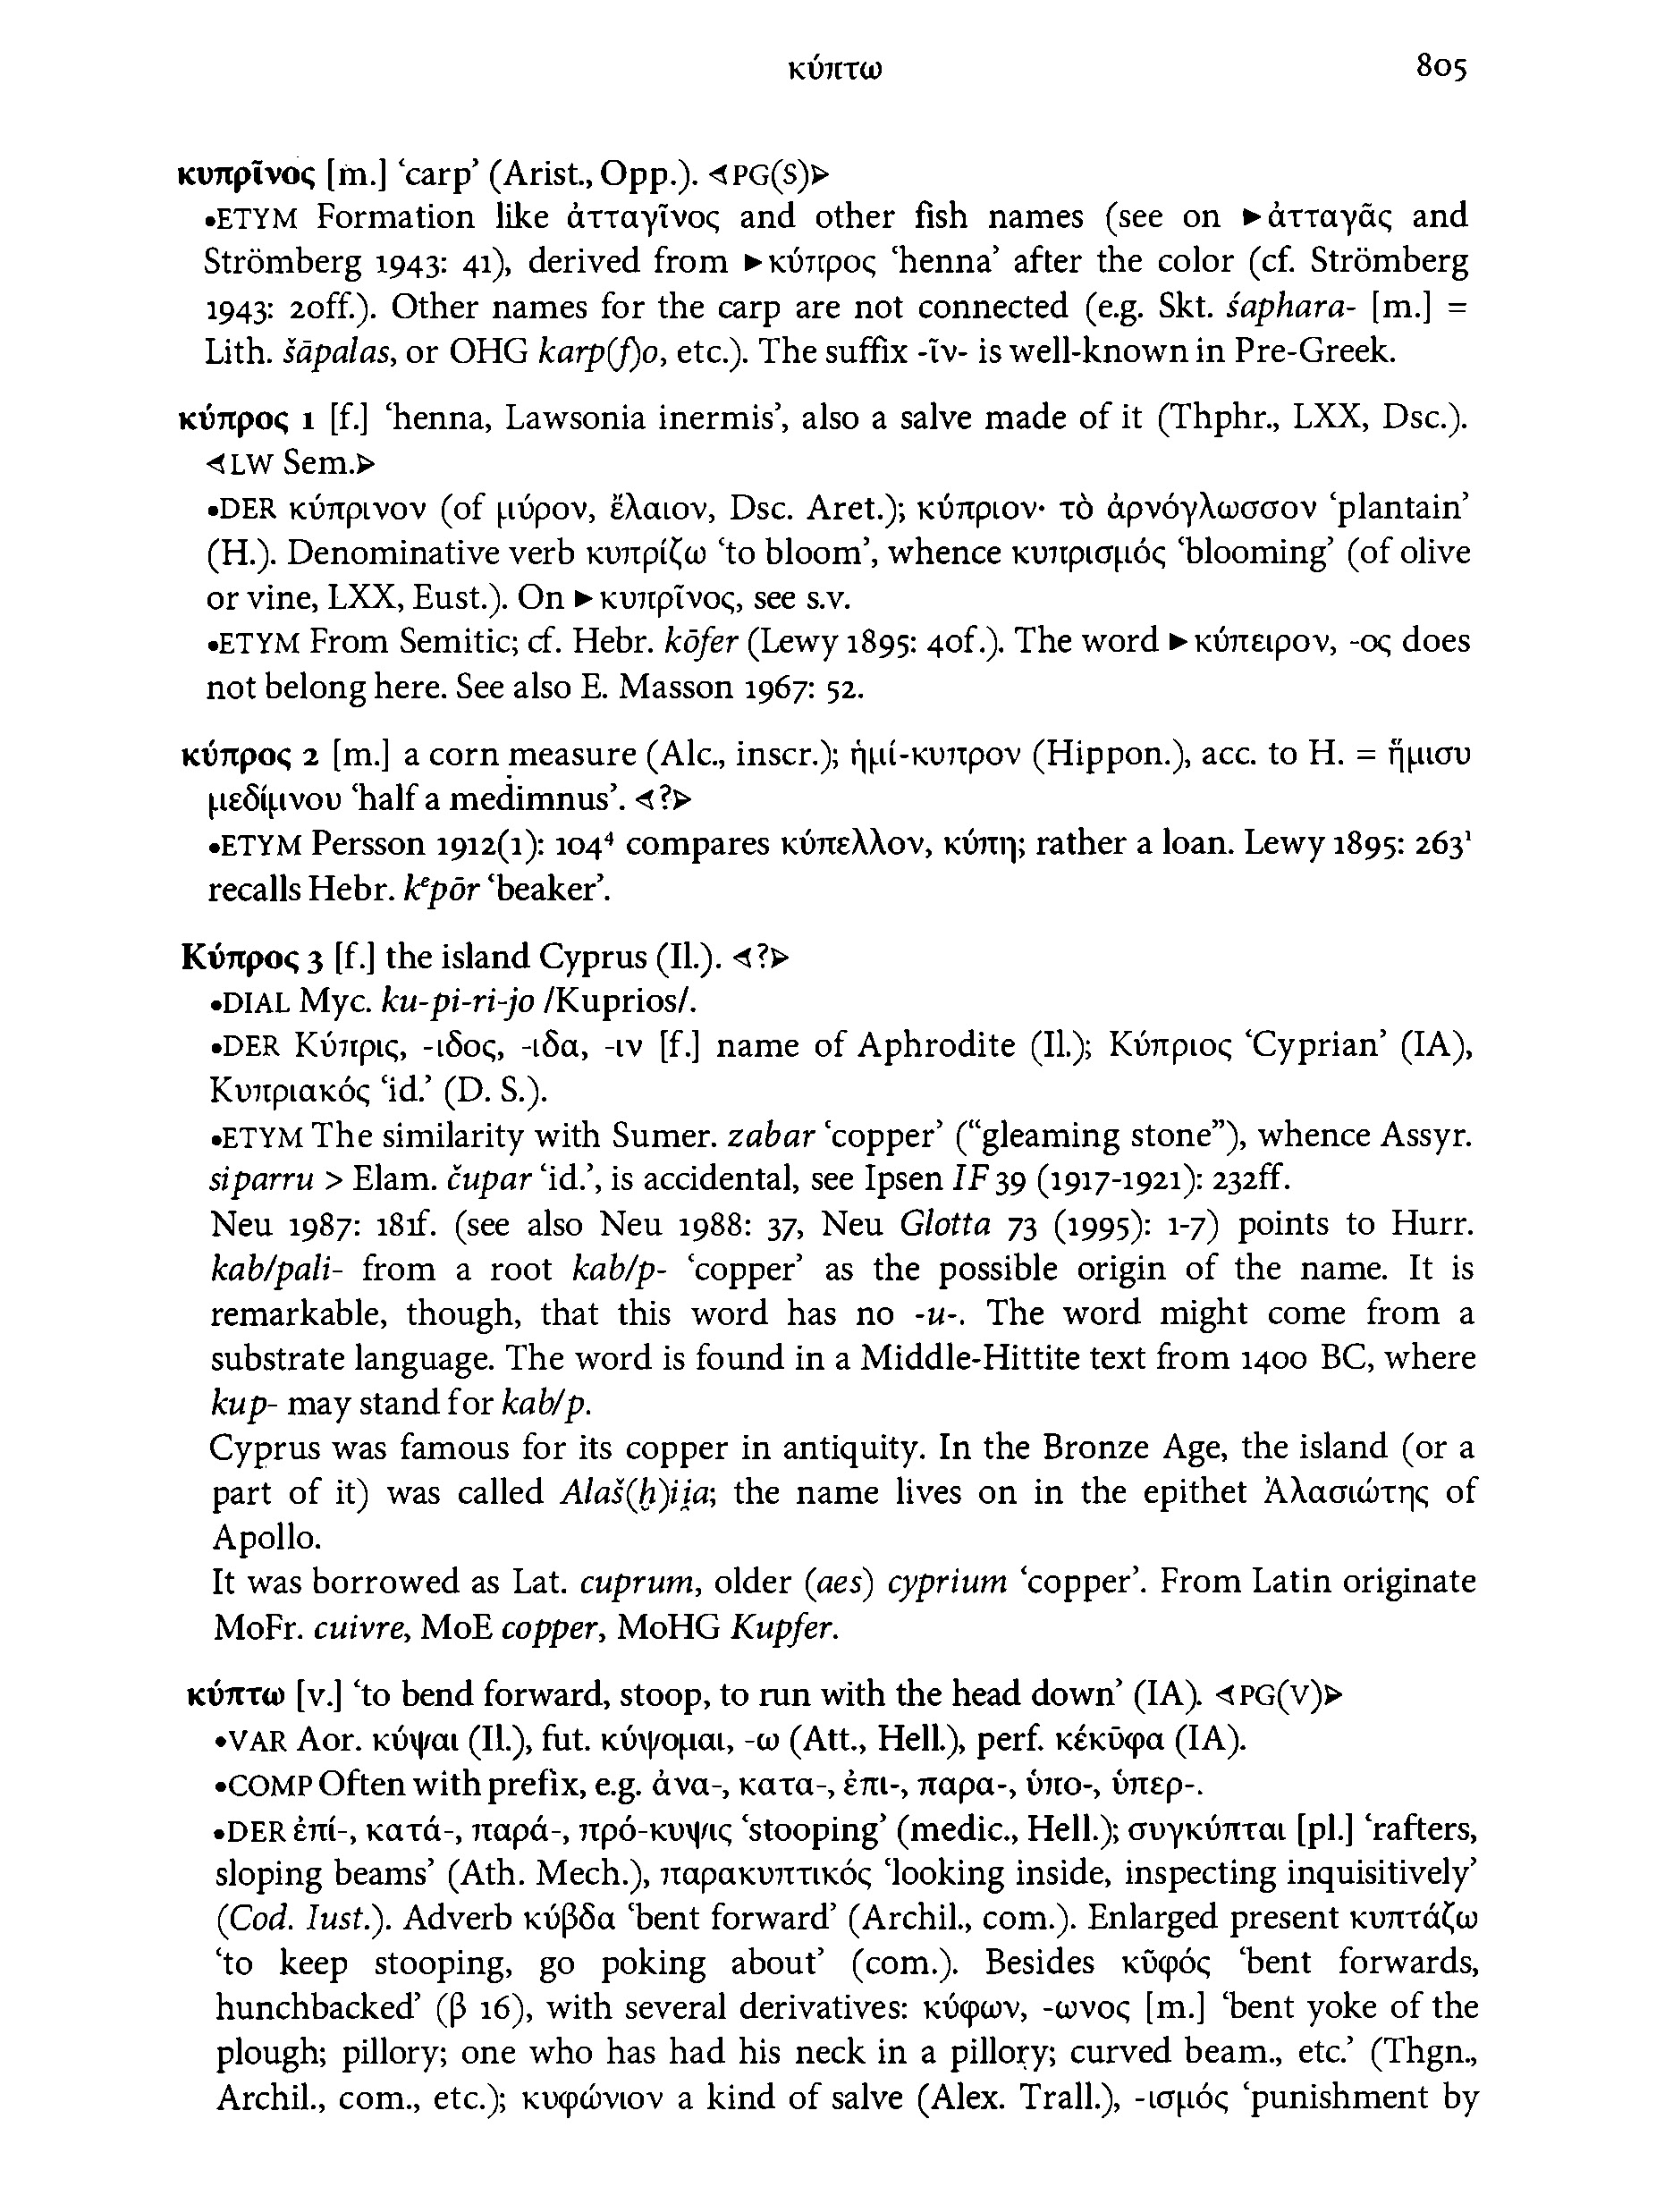 κύπτω 805
κυπρῖνος [m.] ‘carp’ (Arist., Opp.). ⊲PG(S)⊳
•ETYM Formation like ἀτταγῖνος and other fish names (see on ►ἀτταγᾶς and
Strömberg 1943: 41), derived from ►κύπρος ‘henna’ after the color (cf. Strömberg
1943: 20ff.). Other names for the carp are not connected (e.g. Skt. śaphara- [m.] =
Lith. šãpalas, or OHG karp(f)o, etc.). The suffix -ῑν- is well-known in Pre-Greek.
κύπρος 1 [f.] ‘henna, Lawsonia inermis’, also a salve made of it (Thphr., LXX, Dsc.).
⊲LW Sem.⊳
•DER κύπρινον (of μύρον, ἔλαιον, Dsc. Aret.); κύπριον· τὸ ἀρνόγλωσσον ‘plantain’
(H.). Denominative verb κυπρίζω ‘to bloom’, whence κυπρισμός ‘blooming’ (of olive
or vine, LXX, Eust.). On ►κυπρῖνος, see s.v.
•ETYM From Semitic; cf. Hebr. kōfer (Lewy 1895: 40f.). The word ►κύπειρον, -ος does
not belong here. See also E. Masson 1967: 52.
κύπρος 2 [m.] a corn measure (Alc., inscr.); ἡμί-κυπρον (Hippon.), acc. to H. = ἥμισυ
μεδίμνου ‘half a medimnus’. ⊲?⊳
•ETYM Persson 1912(1): 104⁴ compares κύπελλον, κύπη; rather a loan. Lewy 1895: 263¹
recalls Hebr. kᵉpōr ‘beaker’.
Κύπρος 3 [f.] the island Cyprus (Il.). ⊲?⊳
•DIAL Myc. ku-pi-ri-jo /Kuprios/.
•DER Κύπρις, -ιδος, -ιδα, -ιν [f.] name of Aphrodite (Il.); Κύπριος ‘Cyprian’ (IA),
Κυπριακός ‘id.’ (D. S.).
•ETYM The similarity with Sumer. zabar ‘copper’ (“gleaming stone”), whence Assyr.
siparru > Elam. čupar ‘id.’, is accidental, see Ipsen IF 39 (1917-1921): 232ff.
Neu 1987: 181f. (see also Neu 1988: 37, Neu Glotta 73 (1995): 1-7) points to Hurr.
kab/pali- from a root kab/p- ‘copper’ as the possible origin of the name. It is
remarkable, though, that this word has no -u-. The word might come from a
substrate language. The word is found in a Middle-Hittite text from 1400 BC, where
kup- may stand for kab/p.
Cyprus was famous for its copper in antiquity. In the Bronze Age, the island (or a
part of it) was called Alaš(ḫ)ii̯a; the name lives on in the epithet Ἀλασιώτης of
Apollo.
It was borrowed as Lat. cuprum, older (aes) cyprium ‘copper’. From Latin originate
MoFr. cuivre, MoE copper, MoHG Kupfer.
κύπτω [v.] ‘to bend forward, stoop, to run with the head down’ (IA). ⊲PG(V)⊳
•VAR Aor. κύψαι (Il.), fut. κύψομαι, -ω (Att., Hell.), perf. κέκῡφα (IA).
•COMP Often with prefix, e.g. ἀνα-, κατα-, ἐπι-, παρα-, ὑπο-, ὑπερ-.
•DER ἐπί-, κατά-, παρά-, πρό-κυψις ‘stooping’ (medic., Hell.); συγκύπται [pl.] ‘rafters,
sloping beams’ (Ath. Mech.), παρακυπτικός ‘looking inside, inspecting inquisitively’
(Cod. Iust.). Adverb κύβδα ‘bent forward’ (Archil., com.). Enlarged present κυπτάζω
‘to keep stooping, go poking about’ (com.). Besides κῡφός ‘bent forwards,
hunchbacked’ (β 16), with several derivatives: κύφων, -ωνος [m.] ‘bent yoke of the
plough; pillory; one who has had his neck in a pillory; curved beam., etc.’ (Thgn.,
Archil., com., etc.); κυφώνιον a kind of salve (Alex. Trall.), -ισμός ‘punishment by